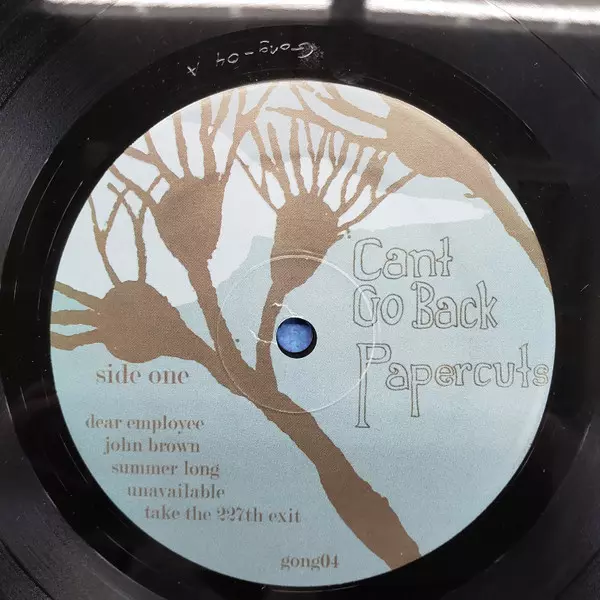 Gong-04 A
Cant
Go Back
Papercuts
side one
dear employee
john brown
summer long
unavailable
take the 227th exit
gong04